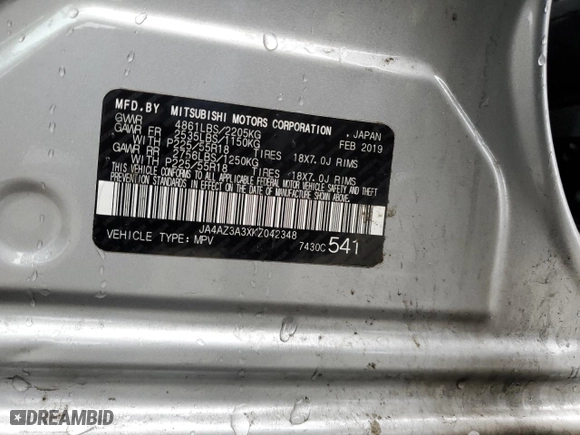 MFD.BY MITSUBISHI MOTORS CORPORATION, JAPAN
GVWR 4861LBS/2205KG FEB 2019
GAWR FR 2535LBS/1150KG
WITH P225/55R18 18X7.0J RIMS
GAWR RR 2756LBS/1250KG
WITH P225/55R18 18X7.0J RIMS
THIS VEHICLE CONFORMS TO ALL APPLICABLE FEDERAL MOTOR VEHICLE SAFETY AND THEFT
PREVENTION STANDARDS IN EFFECT ON THE DATE OF MANUFACTURE SHOWN ABOVE.
JA4AZ3A3XKZ042348
VEHICLE TYPE: MPV 7430C 541
DREAMBID